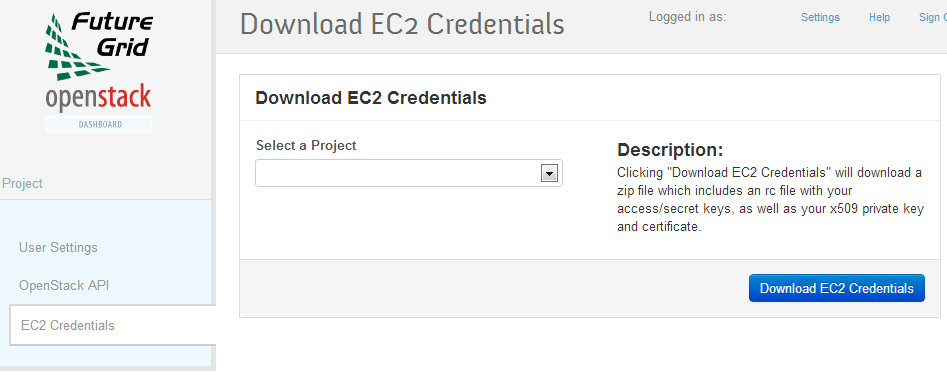 Future
Grid
openstack
DASHBOARD
Project
User Settings
OpenStack API
EC2 Credentials
Download EC2 Credentials
Logged in as:
Settings
Help
Sign
Download EC2 Credentials
Select a Project
Description:
Clicking "Download EC2 Credentials" will download a
zip file which includes an rc file with your
access/secret keys, as well as your x509 private key
and certificate.
Download EC2 Credentials